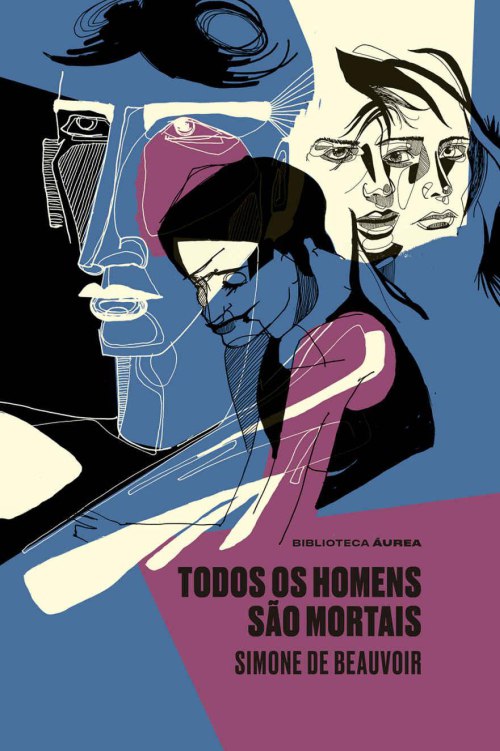 BIBLIOTECA ÁUREA
TODOS OS HOMENS
SÃO MORTAIS
SIMONE DE BEAUVOIR